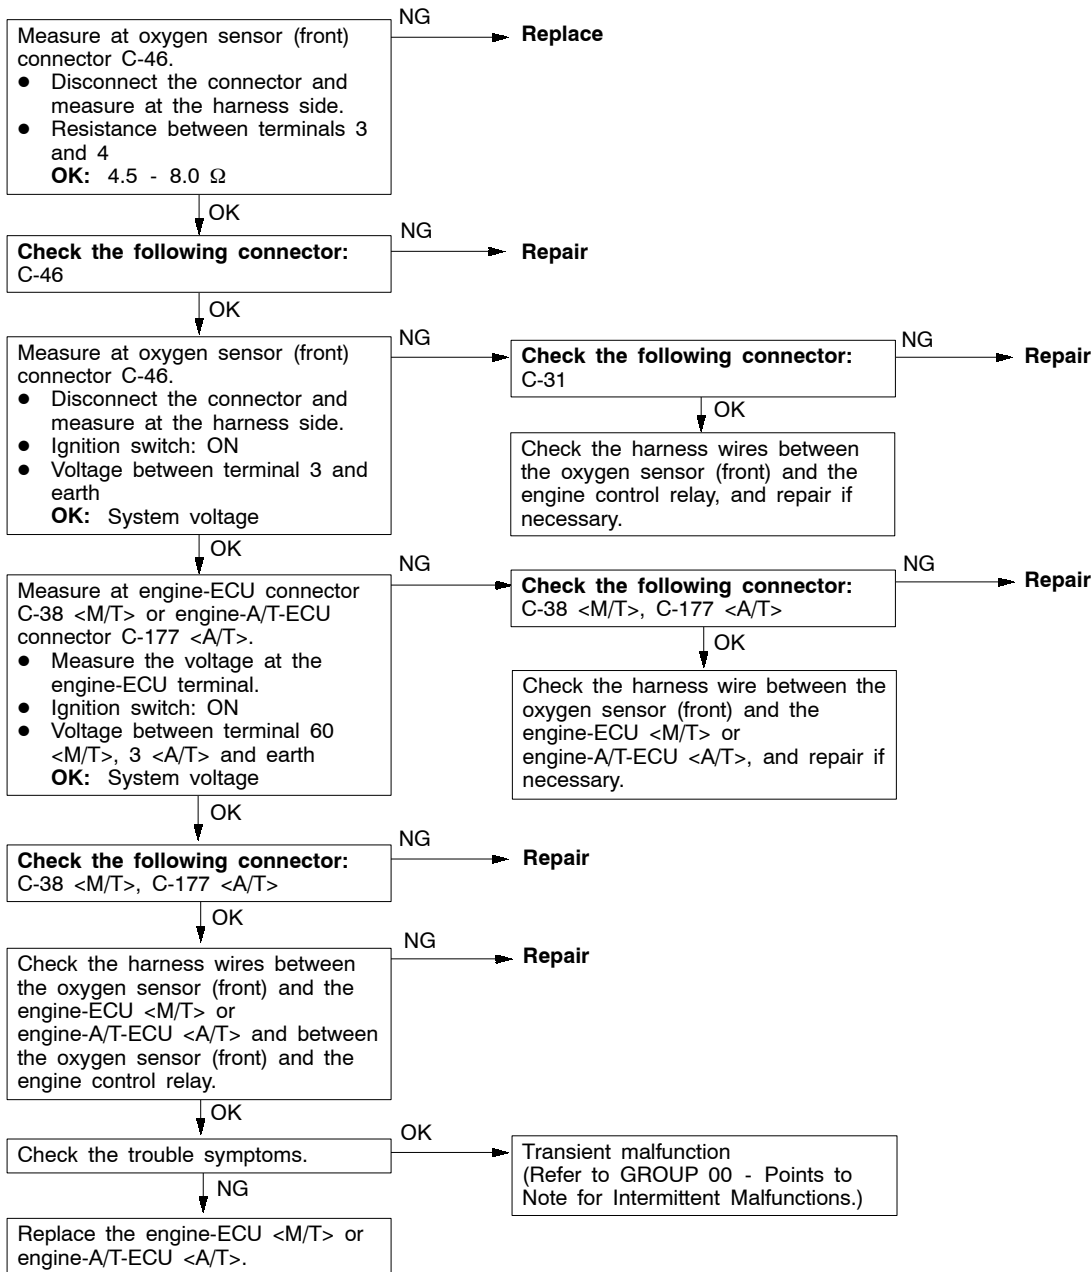 Measure at oxygen sensor (front)
connector C-46.
● Disconnect the connector and
measure at the harness side.
● Resistance between terminals 3
and 4
OK: 4.5 - 8.0 Ω
NG
Replace
OK
Check the following connector:
C-46
NG
Repair
OK
Measure at oxygen sensor (front)
connector C-46.
● Disconnect the connector and
measure at the harness side.
● Ignition switch: ON
● Voltage between terminal 3 and
earth
OK: System voltage
NG
Check the following connector:
C-31
NG
Repair
OK
Check the harness wires between
the oxygen sensor (front) and the
engine control relay, and repair if
necessary.
OK
Measure at engine-ECU connector
C-38 <M/T> or engine-A/T-ECU
connector C-177 <A/T>.
● Measure the voltage at the
engine-ECU terminal.
● Ignition switch: ON
● Voltage between terminal 60
<M/T>, 3 <A/T> and earth
OK: System voltage
NG
Check the following connector:
C-38 <M/T>, C-177 <A/T>
NG
Repair
OK
Check the harness wire between the
oxygen sensor (front) and the
engine-ECU <M/T> or
engine-A/T-ECU <A/T>, and repair if
necessary.
OK
Check the following connector:
C-38 <M/T>, C-177 <A/T>
NG
Repair
OK
Check the harness wires between
the oxygen sensor (front) and the
engine-ECU <M/T> or
engine-A/T-ECU <A/T> and between
the oxygen sensor (front) and the
engine control relay.
NG
Repair
OK
Check the trouble symptoms.
OK
Transient malfunction
(Refer to GROUP 00 - Points to
Note for Intermittent Malfunctions.)
NG
Replace the engine-ECU <M/T> or
engine-A/T-ECU <A/T>.